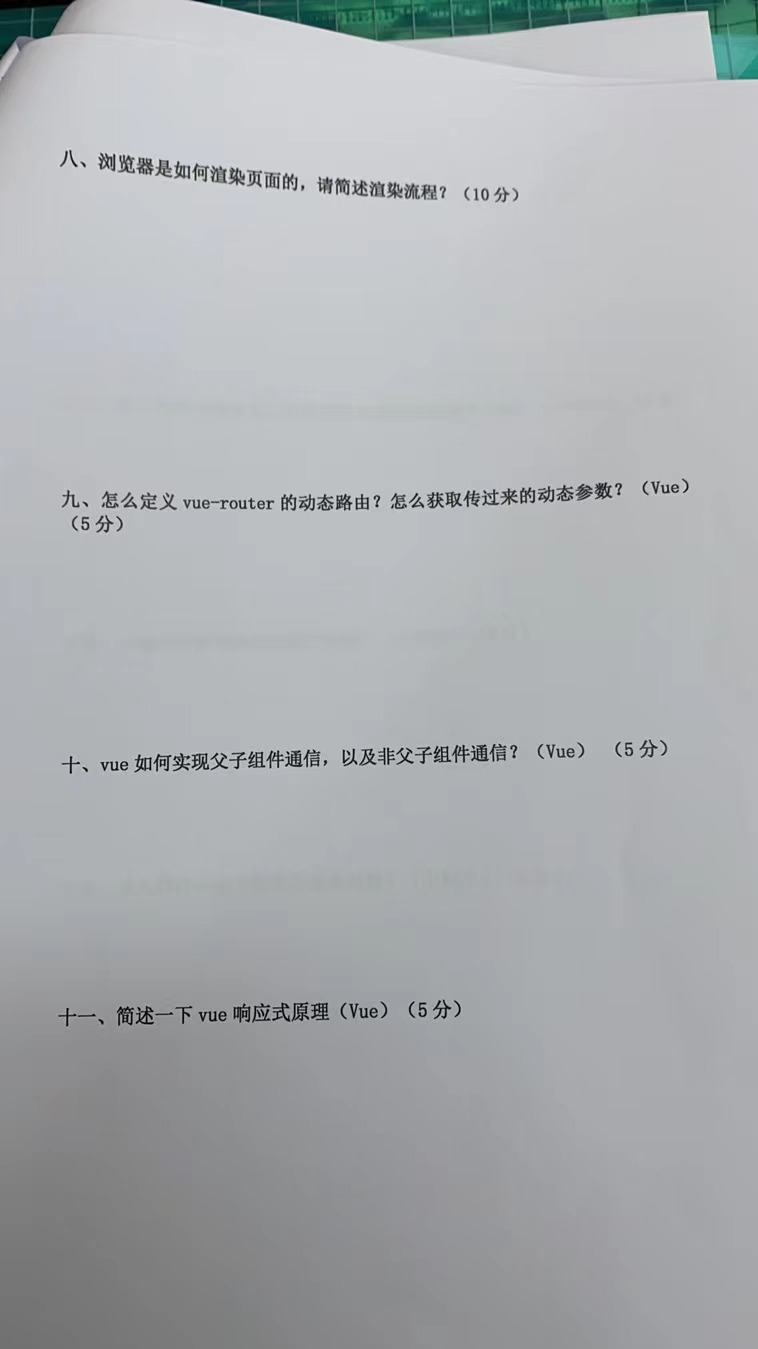 八、浏览器是如何渲染页面的，请简述渲染流程？（10 分）
九、怎么定义 vue-router 的动态路由？怎么获取传过来的动态参数？（Vue）
（5 分）
十、vue 如何实现父子组件通信，以及非父子组件通信？（Vue） （5 分）
十一、简述一下 vue 响应式原理（Vue）（5 分）